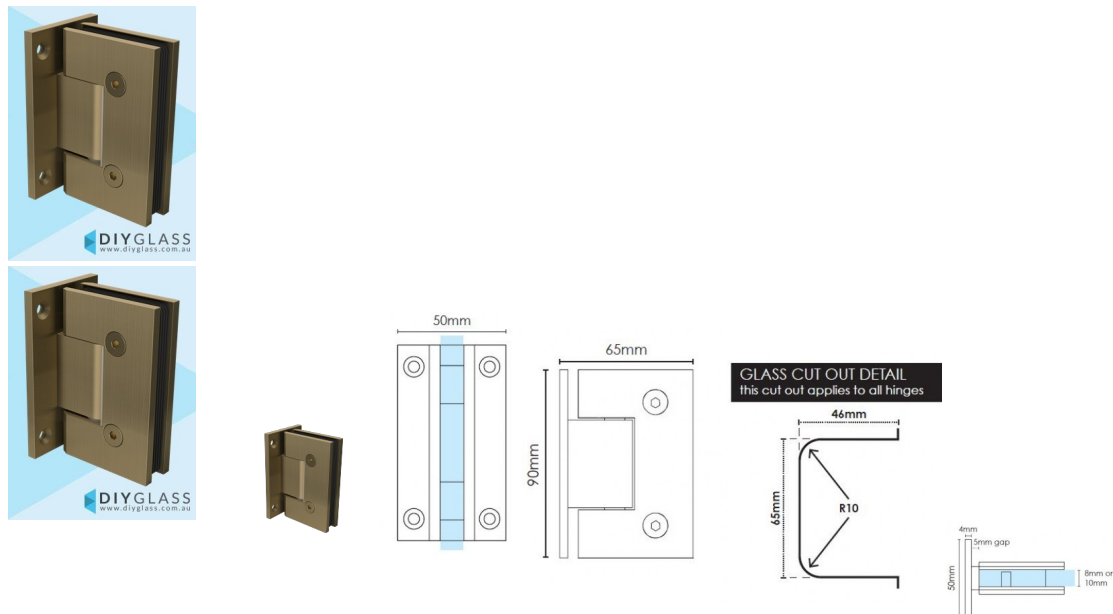 DIYGLASS
www.diyglass.com.au
DIYGLASS
www.diyglass.com.au
50mm
65mm
90mm
GLASS CUT OUT DETAIL
this cut out applies to all hinges
46mm
65mm
R10
4mm
5mm gap
50mm
8mm or
10mm